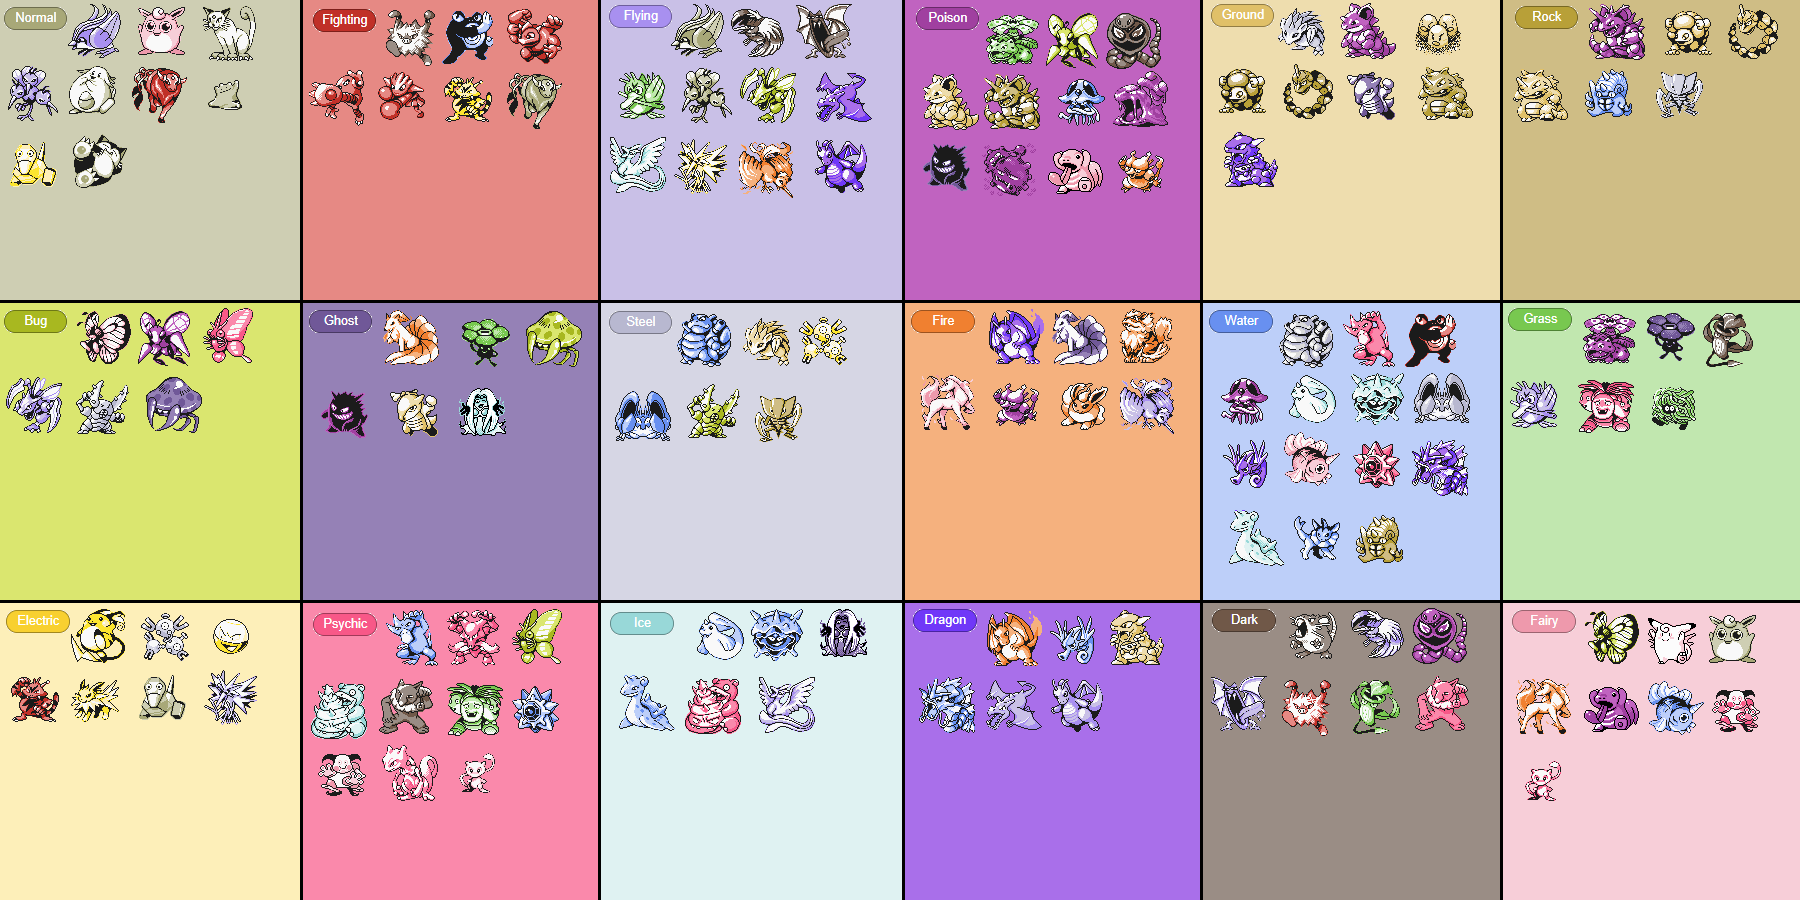 Normal
Fighting
Flying
Poison
Ground
Rock
Bug
Ghost
Steel
Fire
Water
Grass
Electric
Psychic
Ice
Dragon
Dark
Fairy